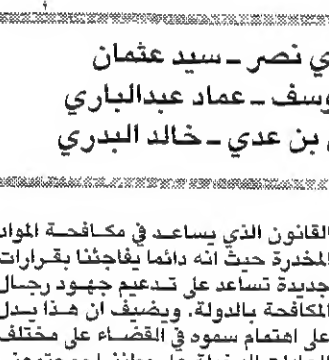 ي نصر ـ سيد عثمان
وسف ـ عماد عبدالباري
بن عدي ـ خالد البدري
القانون الذي يساعد في مكافحة المواد
المخدرة حيث انه دائما يفاجئنا بقرارات
جديدة تساعد على تدعيم جهود رجال
المكافحة بالدولة. ويضيف ان هذا يدل
على اهتمام سموه في القضاء على مختلف